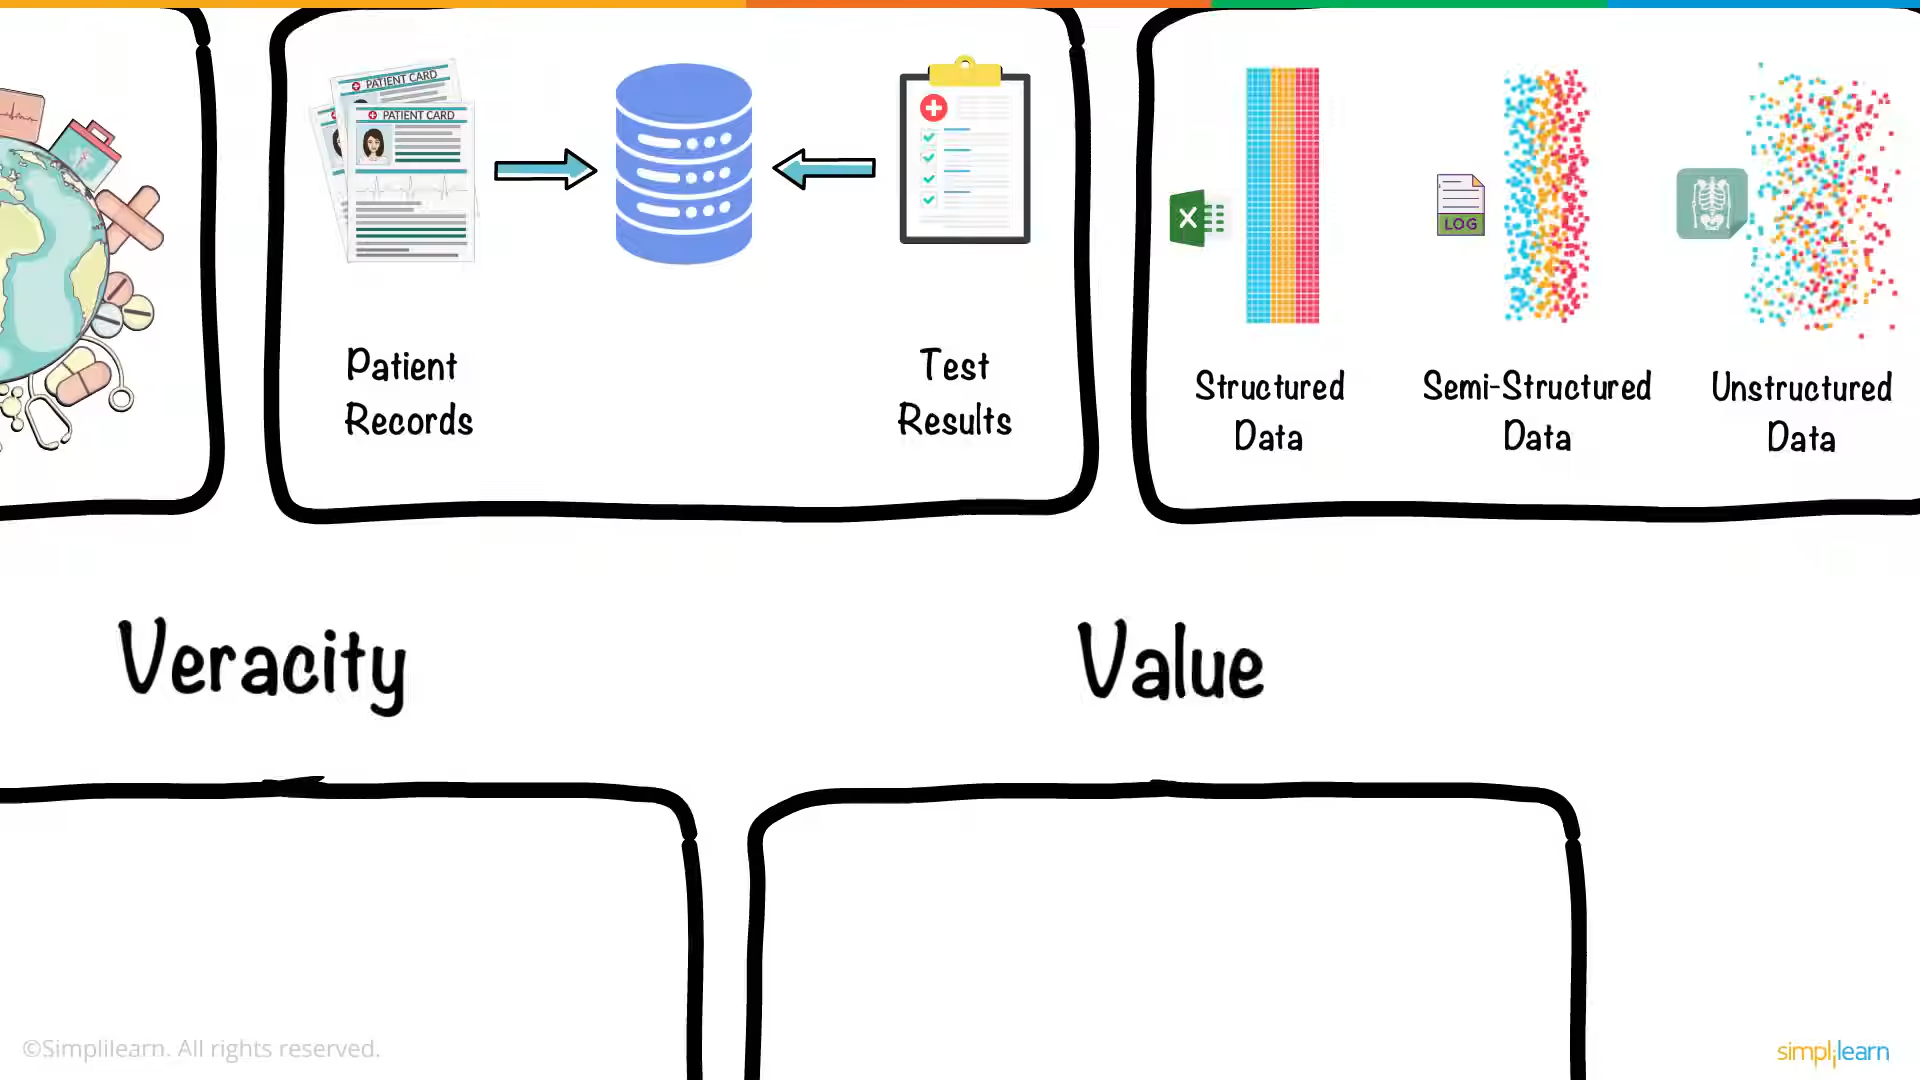 PATIENT CARD
PATIENT CARD
Patient
Records
Test
Results
X
LOG
Structured
Data
Semi-Structured
Data
Unstructured
Data
Veracity
Value
©Simplilearn. All rights reserved.
simplilearn